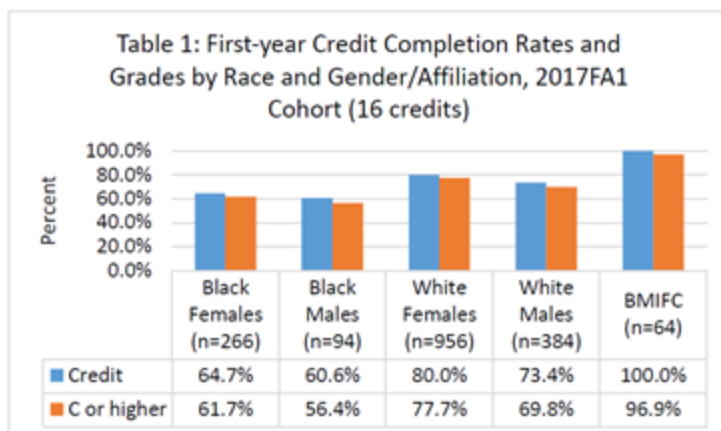 Table 1: First-year Credit Completion Rates and
Grades by Race and Gender/Affiliation, 2017FA1
Cohort (16 credits)
Percent
100.0%
80.0%
60.0%
40.0%
20.0%
0.0%
Black Females (n=266)
Black Males (n=94)
White Females (n=956)
White Males (n=384)
BMIFC (n=64)
Credit 64.7% 60.6% 80.0% 73.4% 100.0%
C or higher 61.7% 56.4% 77.7% 69.8% 96.9%